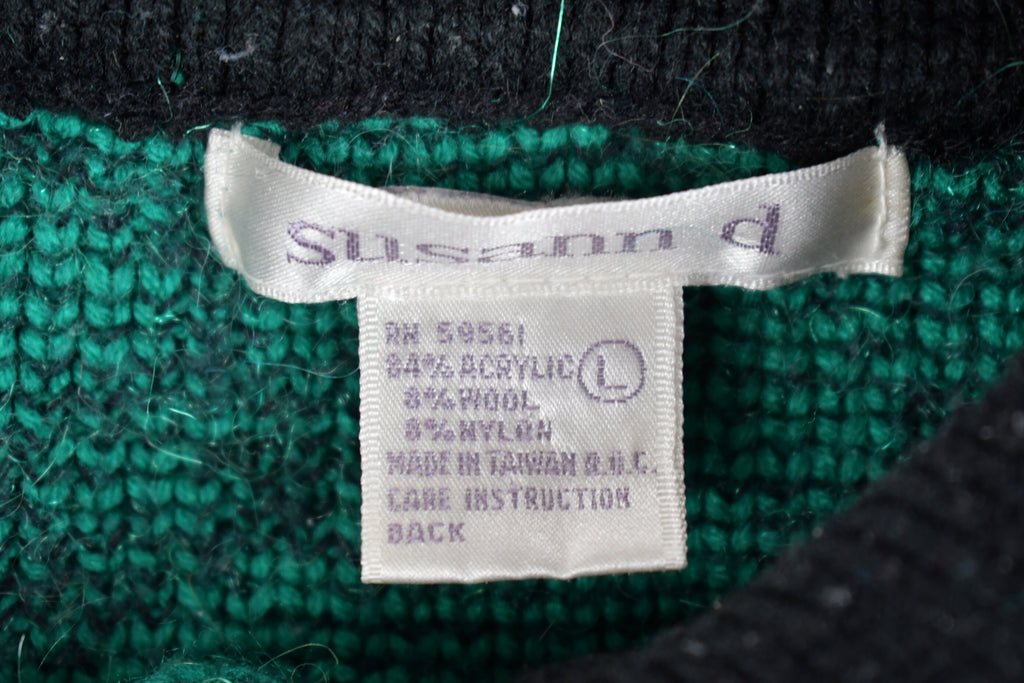 Susann d
RN 59561
84% ACRYLIC L
8% WOOL
8% NYLON
MADE IN TAIWAN R.O.C.
CARE INSTRUCTION
BACK